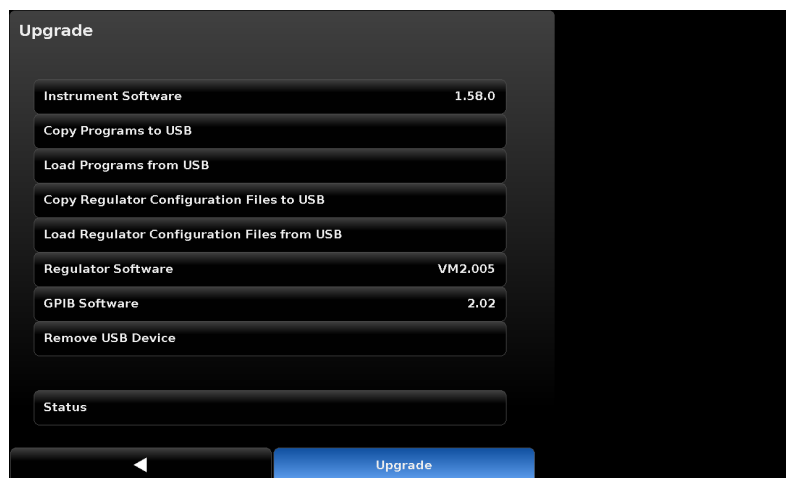 Upgrade
Instrument Software 1.58.0
Copy Programs to USB
Load Programs from USB
Copy Regulator Configuration Files to USB
Load Regulator Configuration Files from USB
Regulator Software VM2.005
GPIB Software 2.02
Remove USB Device
Status
Upgrade